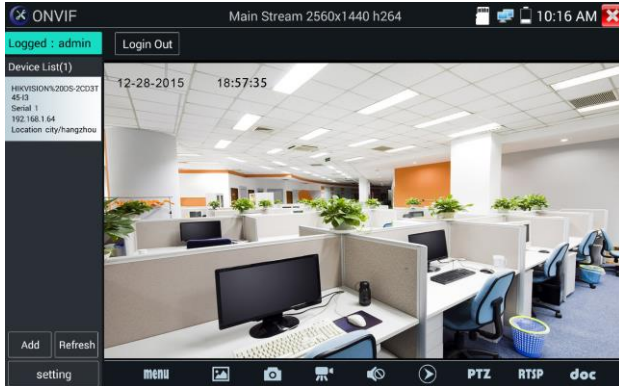 ONVIF
Main Stream 2560x1440 h264
10:16 AM
Logged : admin
Login Out
Device List(1)
HIKVISION%20DS-2CD3T
45-I3
Serial 1
192.168.1.64
Location city/hangzhou
12-28-2015 18:57:35
Add Refresh
setting
menu
PTZ
RTSP
doc